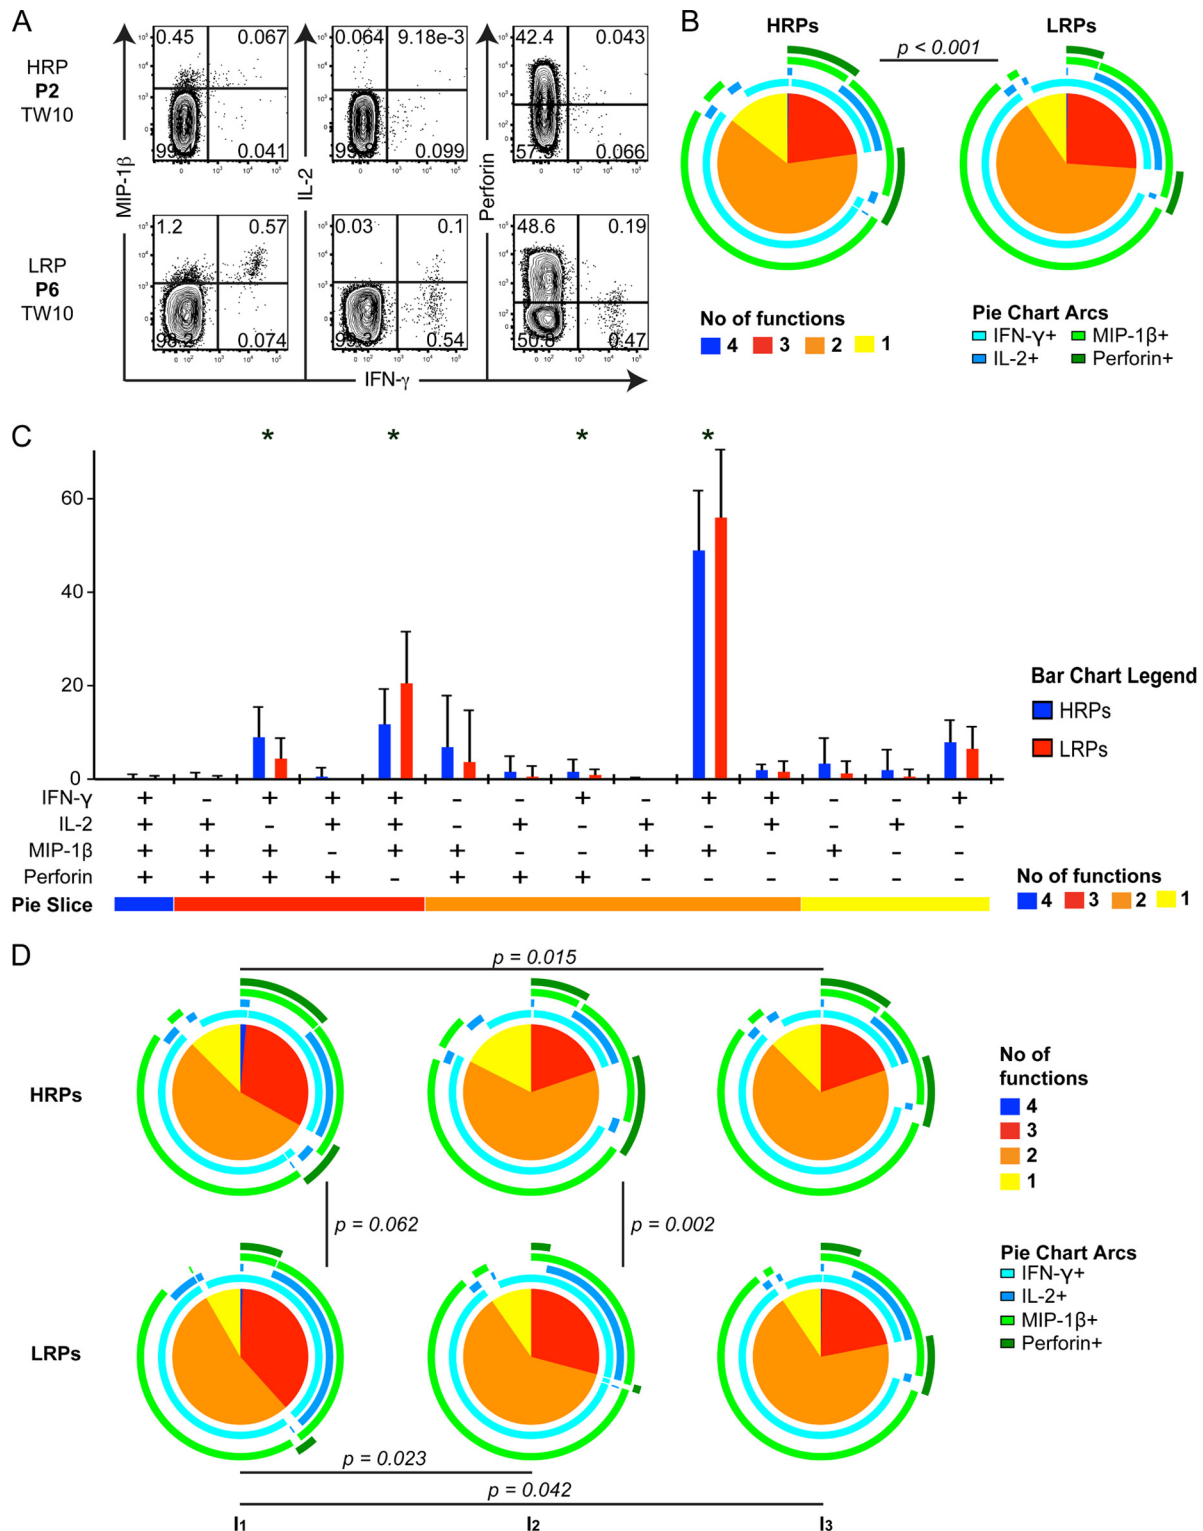 A
HRP
P2
TW10
LRP
P6
TW10
MIP-1β
IL-2
Perforin
IFN-γ
0.45 0.067
0.041
0.064 9.18e-3
0.099
42.4 0.043
0.066
1.2 0.57
98.2 0.074
0.03 0.1
99.3 0.54
48.6 0.19
50.8 0.47
B
HRPs
p < 0.001
LRPs
No of functions
4 3 2 1
Pie Chart Arcs
IFN-γ+ MIP-1β+
IL-2+ Perforin+
C
* * * *
60
40
20
0
Bar Chart Legend
HRPs
LRPs
IFN-γ + - + + + - - + - + + - - +
IL-2 + + - + + - + - + - + - + -
MIP-1β + + + - + + - - + + - + - -
Perforin + + + + - + + + - - - - - -
Pie Slice
No of functions
4 3 2 1
D
p = 0.015
HRPs
p = 0.062
p = 0.002
LRPs
p = 0.023
p = 0.042
I1 I2 I3
No of
functions
4
3
2
1
Pie Chart Arcs
IFN-γ+
IL-2+
MIP-1β+
Perforin+